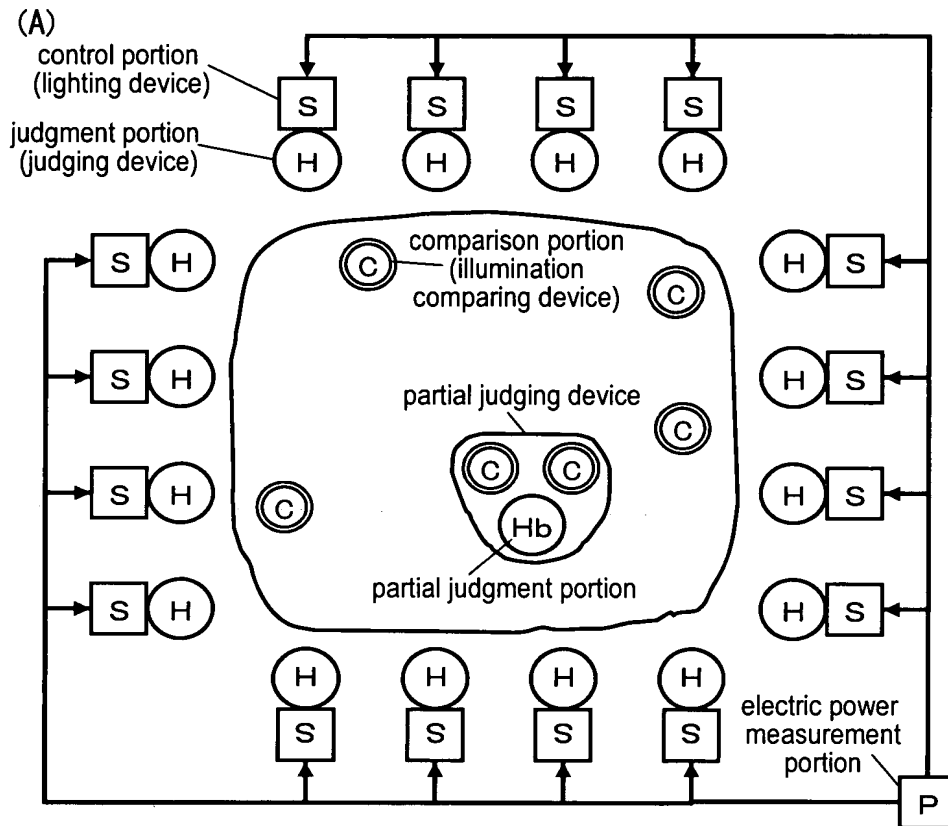 (A)
control portion
(lighting device)
judgment portion
(judging device)
S S S S
H H H H
comparison portion
(illumination
comparing device)
C
C
S H
H S
S H
H S
partial judging device
C
C C
S H
H S
C
Hb
partial judgment portion
S H
H S
H H H H
S S S S
electric power
measurement
portion
P